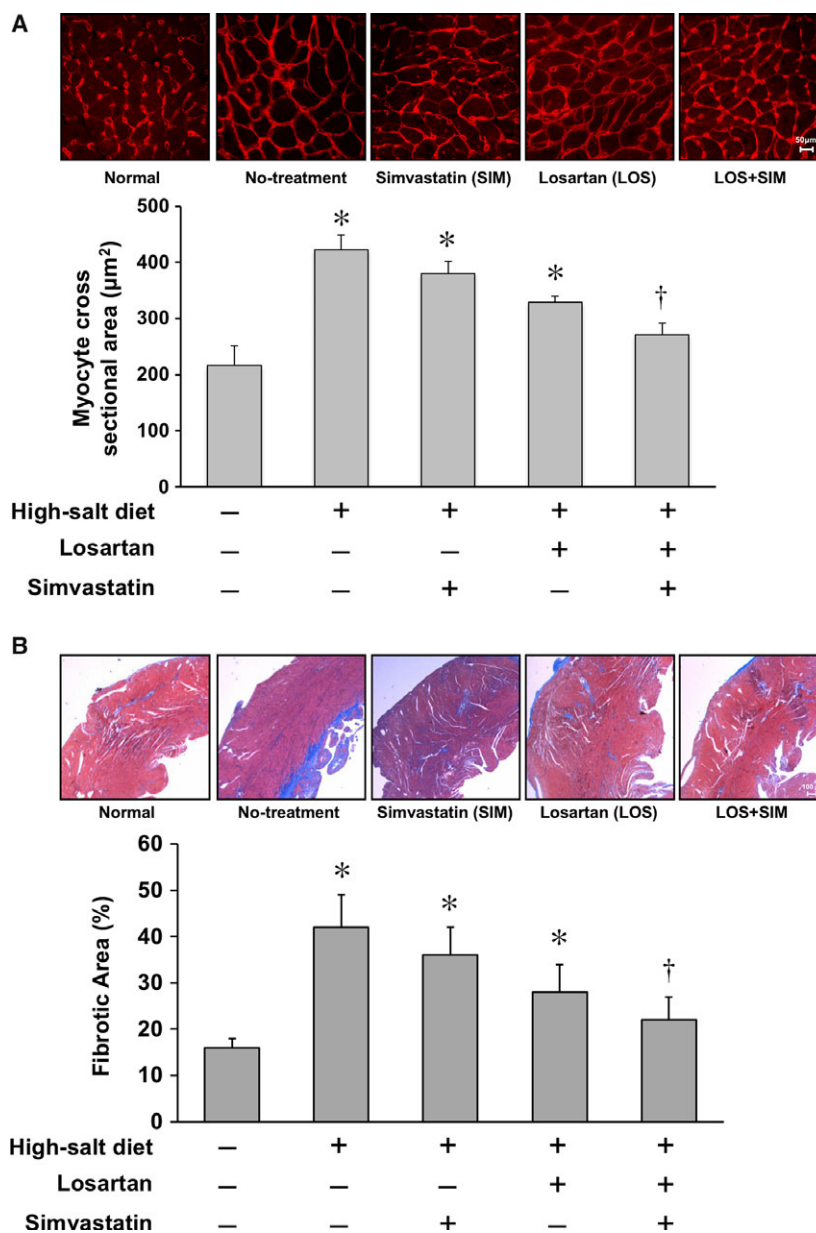 A
50μm
Normal No-treatment Simvastatin (SIM) Losartan (LOS) LOS+SIM
Myocyte cross
sectional area (μm²)
500
400
300
200
100
0
* * * †
High-salt diet – + + + +
Losartan – – – + +
Simvastatin – – + – +
B
100
Normal No-treatment Simvastatin (SIM) Losartan (LOS) LOS+SIM
Fibrotic Area (%)
60
50
40
30
20
10
0
* * * †
High-salt diet – + + + +
Losartan – – – + +
Simvastatin – – + – +